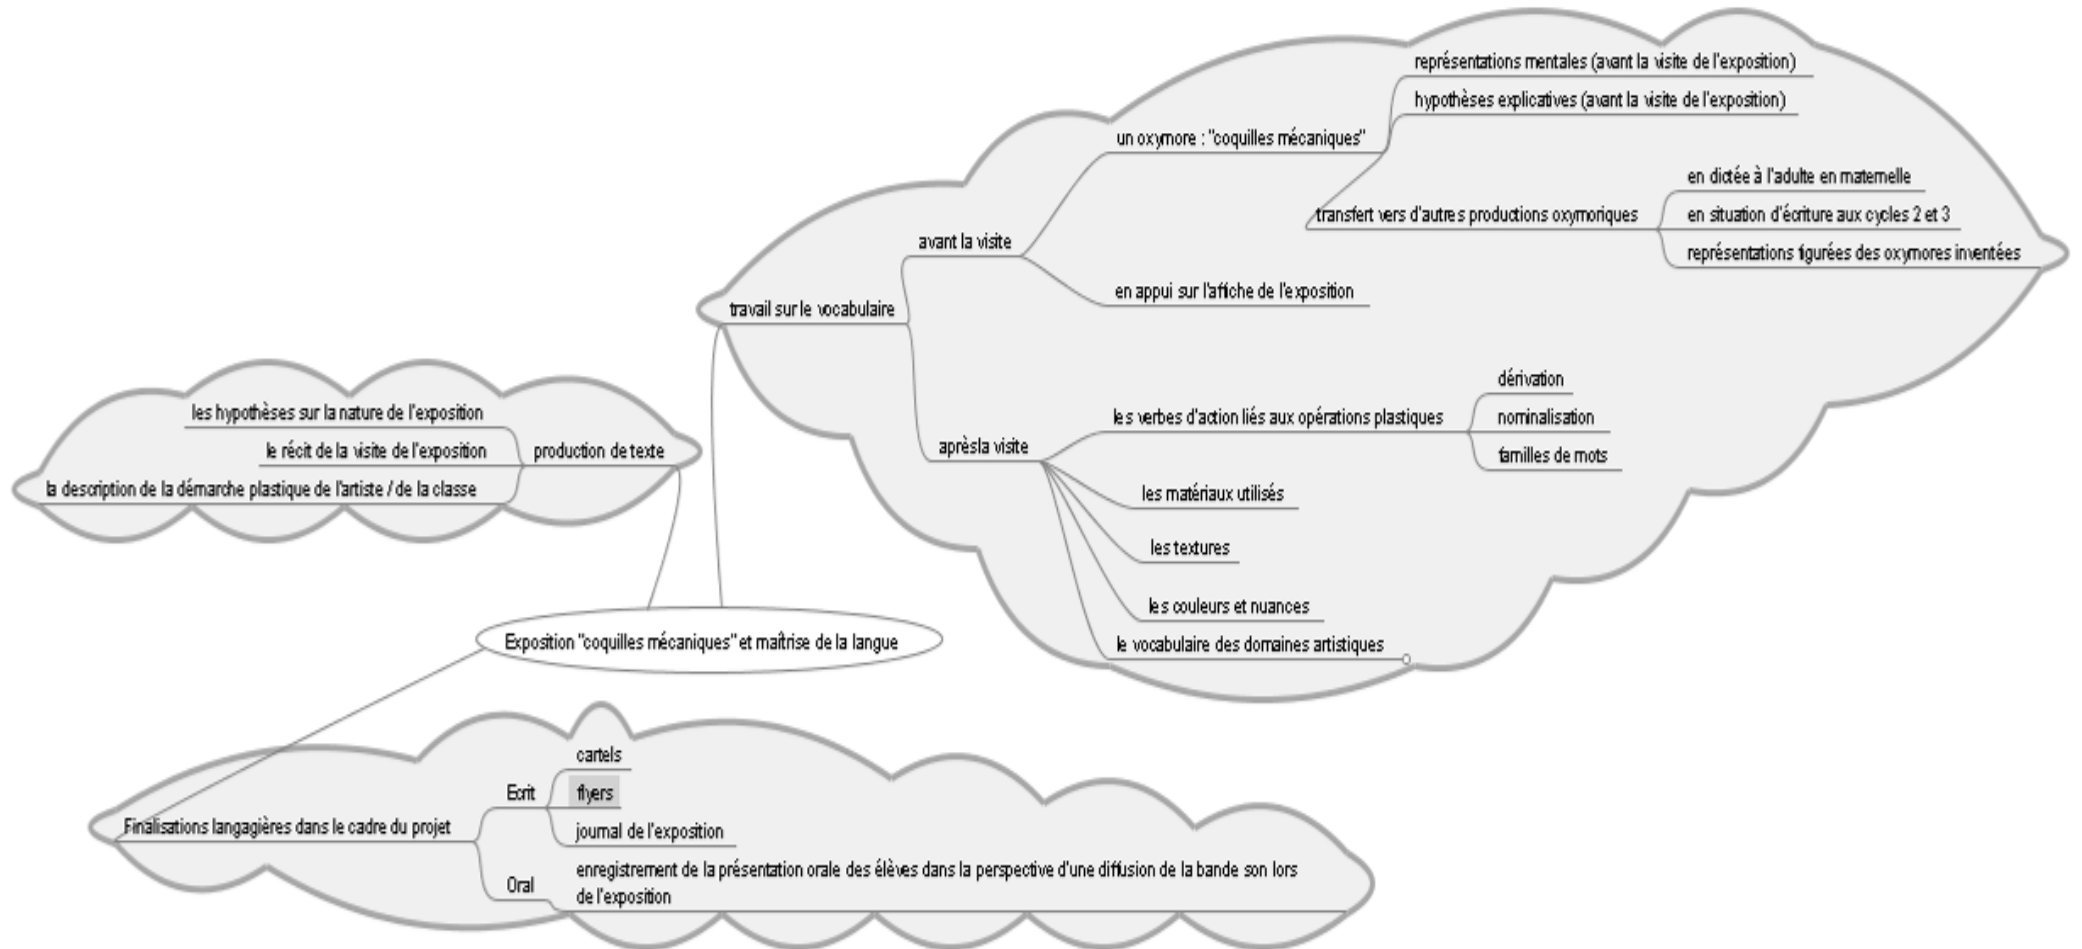 représentations mentales (avant la visite de l'exposition)
hypothèses explicatives (avant la visite de l'exposition)
un oxymore : "coquilles mécaniques"
en dictée à l'adulte en maternelle
transfert vers d'autres productions oxymoriques
en situation d'écriture aux cycles 2 et 3
représentations figurées des oxymores inventées
avant la visite
en appui sur l'affiche de l'exposition
travail sur le vocabulaire
dérivation
les verbes d'action liés aux opérations plastiques
nominalisation
familles de mots
aprèsla visite
les matériaux utilisés
les textures
les couleurs et nuances
le vocabulaire des domaines artistiques
les hypothèses sur la nature de l'exposition
le récit de la visite de l'exposition
production de texte
la description de la démarche plastique de l'artiste / de la classe
Exposition "coquilles mécaniques" et maîtrise de la langue
cartels
Ecrit
flyers
journal de l'exposition
Finalisations langagières dans le cadre du projet
Oral
enregistrement de la présentation orale des élèves dans la perspective d'une diffusion de la bande son lors
de l'exposition